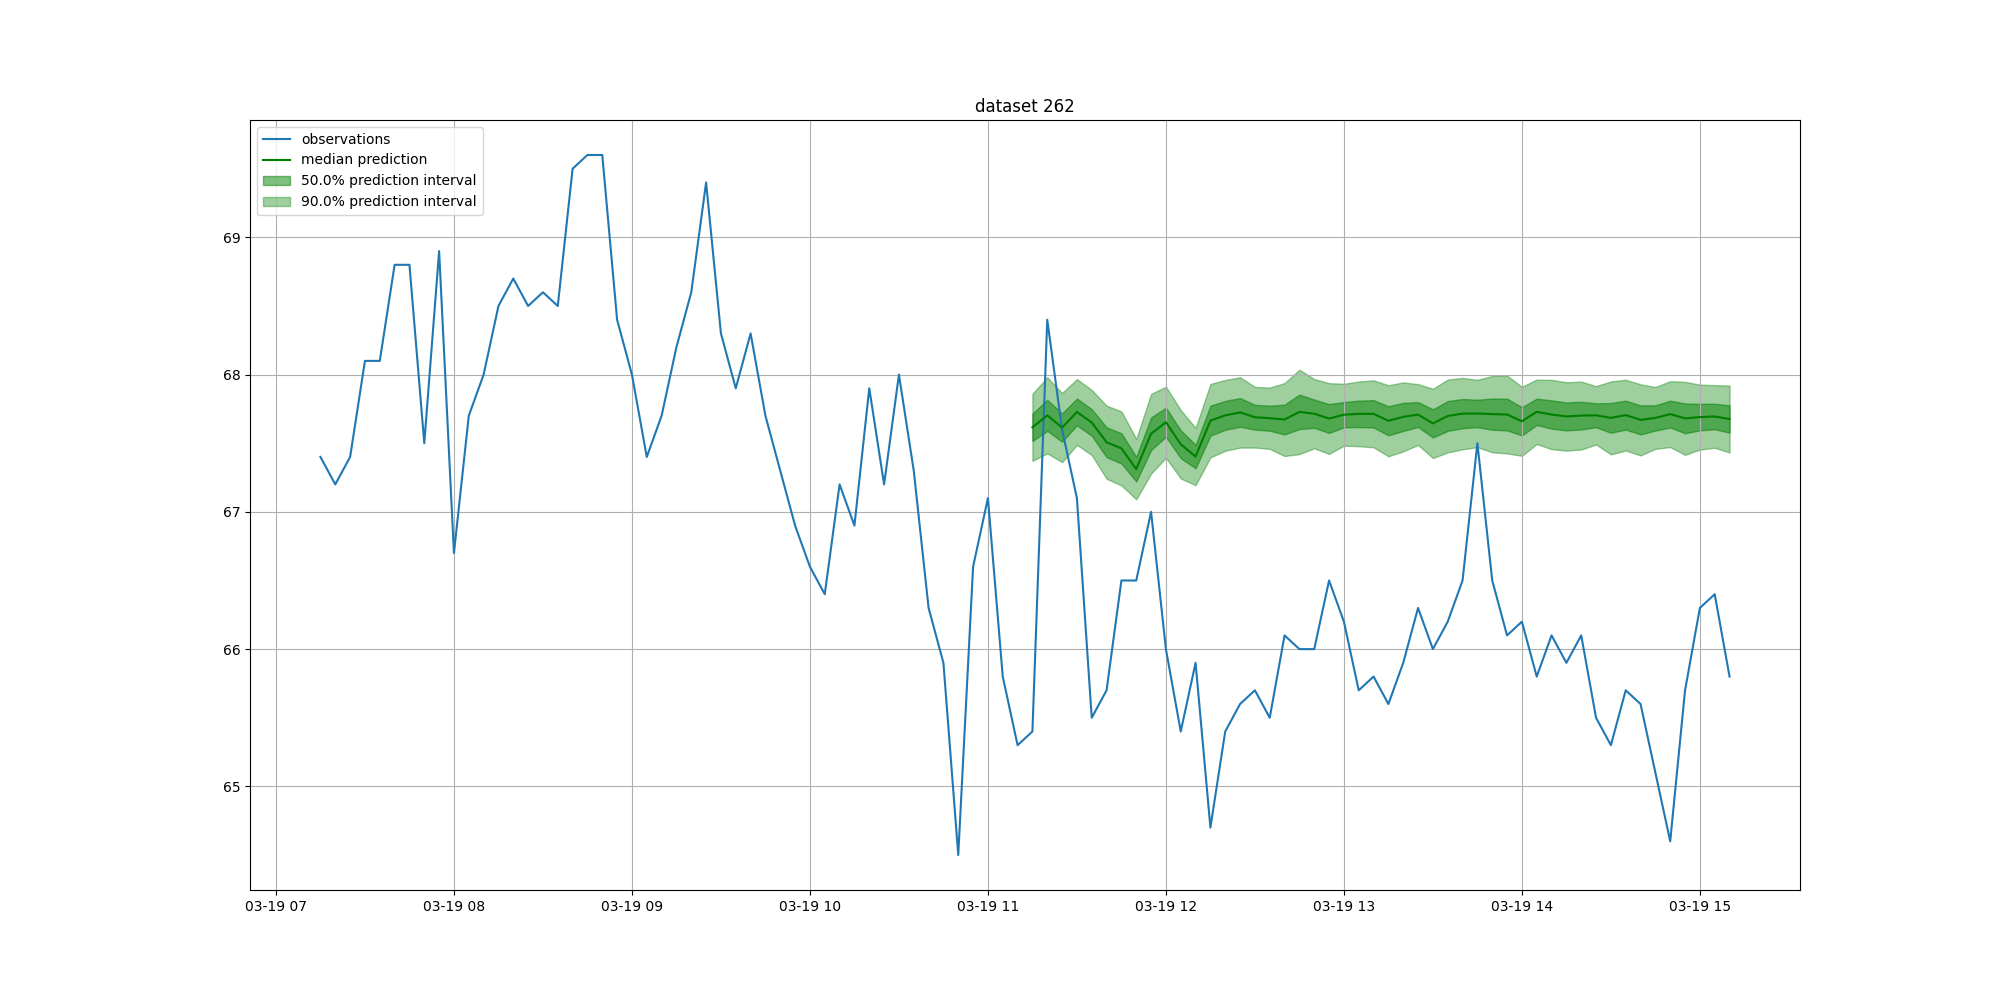 dataset 262
observations
median prediction
50.0% prediction interval
90.0% prediction interval
69
68
67
66
65
03-19 07
03-19 08
03-19 09
03-19 10
03-19 11
03-19 12
03-19 13
03-19 14
03-19 15